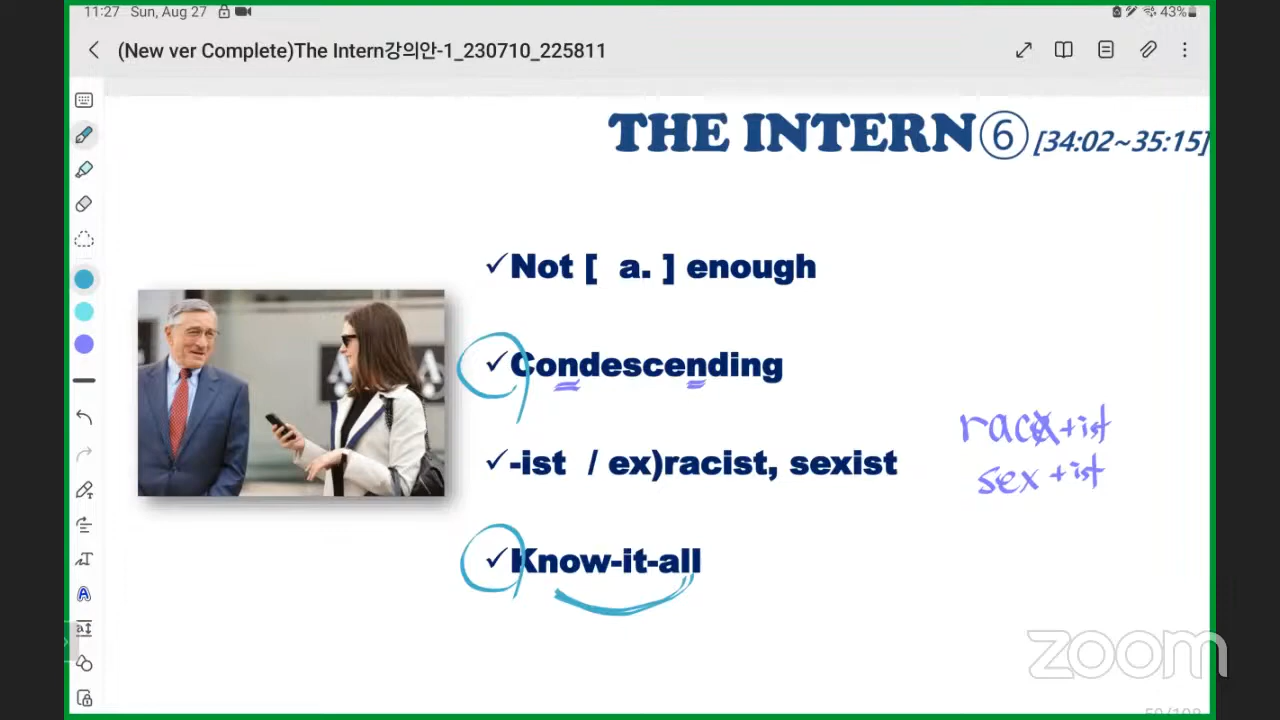 11:27 Sun, Aug 27 43%
(New ver Complete)The Intern강의안-1_230710_225811
THE INTERN⑥ [34:02~35:15]
✓Not [ a. ] enough
✓Condescending
race+ist
✓-ist / ex)racist, sexist
sex+ist
✓Know-it-all
zoom